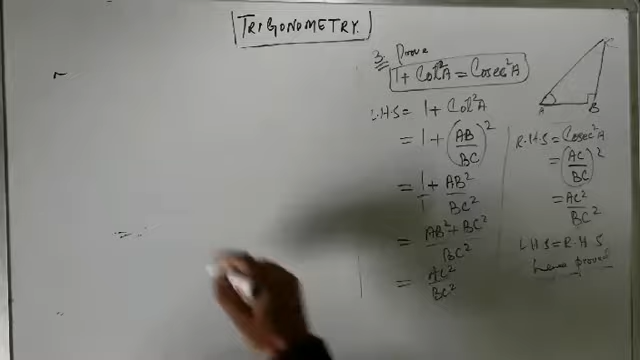 TRIGONOMETRY.
3. Prove
1 + Cot²A = Cosec²A
L.H.S = 1 + Cot²A
= 1 + (AB/BC)²
= 1/1 + AB²/BC²
= AB² + BC²/BC²
= AC²/BC²
A B C
R.H.S = Cosec²A
= (AC/BC)²
= AC²/BC²
L.H.S = R.H.S
hence proved